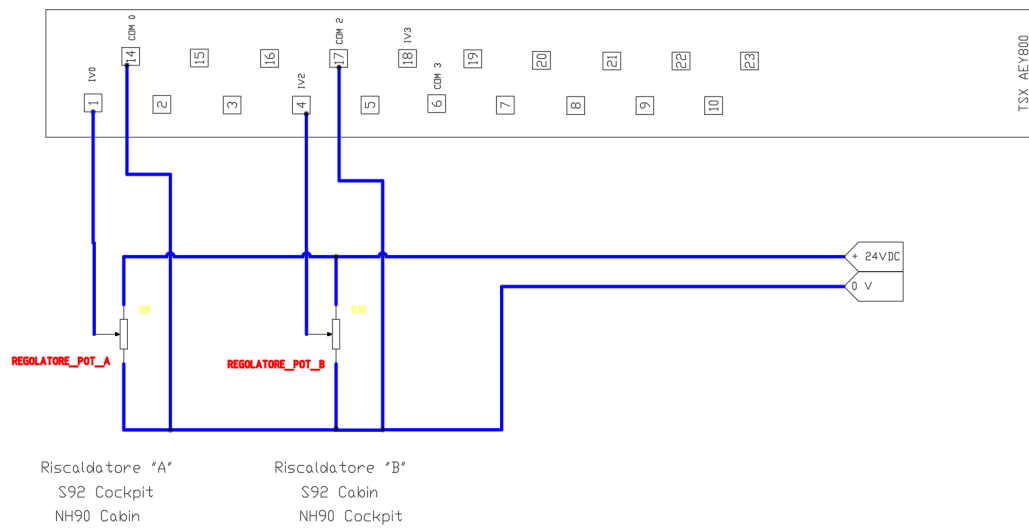 COM 0
COM 2
IV3
14
15
16
17
18
19
20
21
22
23
TSX AEY800
IV0
IV2
COM 3
1
2
3
4
5
6
7
8
9
10
+ 24VDC
0 V
R9
R10
REGOLATORE_POT_A
REGOLATORE_POT_B
Riscaldatore "A"
S92 Cockpit
NH90 Cabin
Riscaldatore "B"
S92 Cabin
NH90 Cockpit